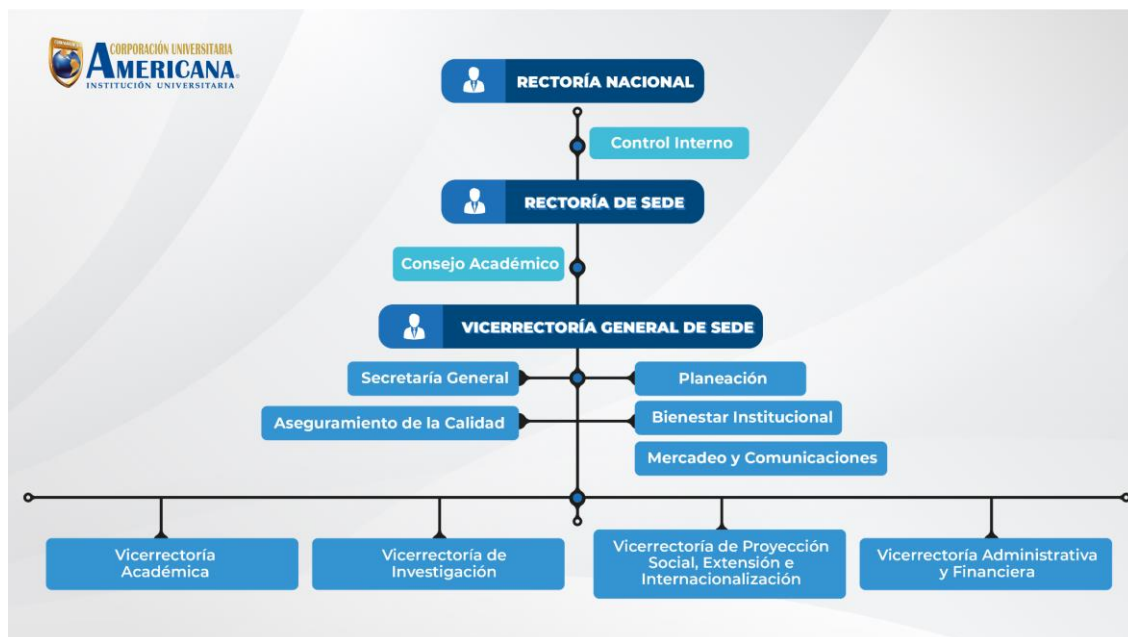 CORPORACIÓN UNIVERSITARIA
AMERICANA
INSTITUCIÓN UNIVERSITARIA
RECTORÍA NACIONAL
Control Interno
RECTORÍA DE SEDE
Consejo Académico
VICERRECTORÍA GENERAL DE SEDE
Secretaría General
Planeación
Aseguramiento de la Calidad
Bienestar Institucional
Mercadeo y Comunicaciones
Vicerrectoría
Académica
Vicerrectoría de
Investigación
Vicerrectoría de Proyección
Social, Extensión e
Internacionalización
Vicerrectoría Administrativa
y Financiera